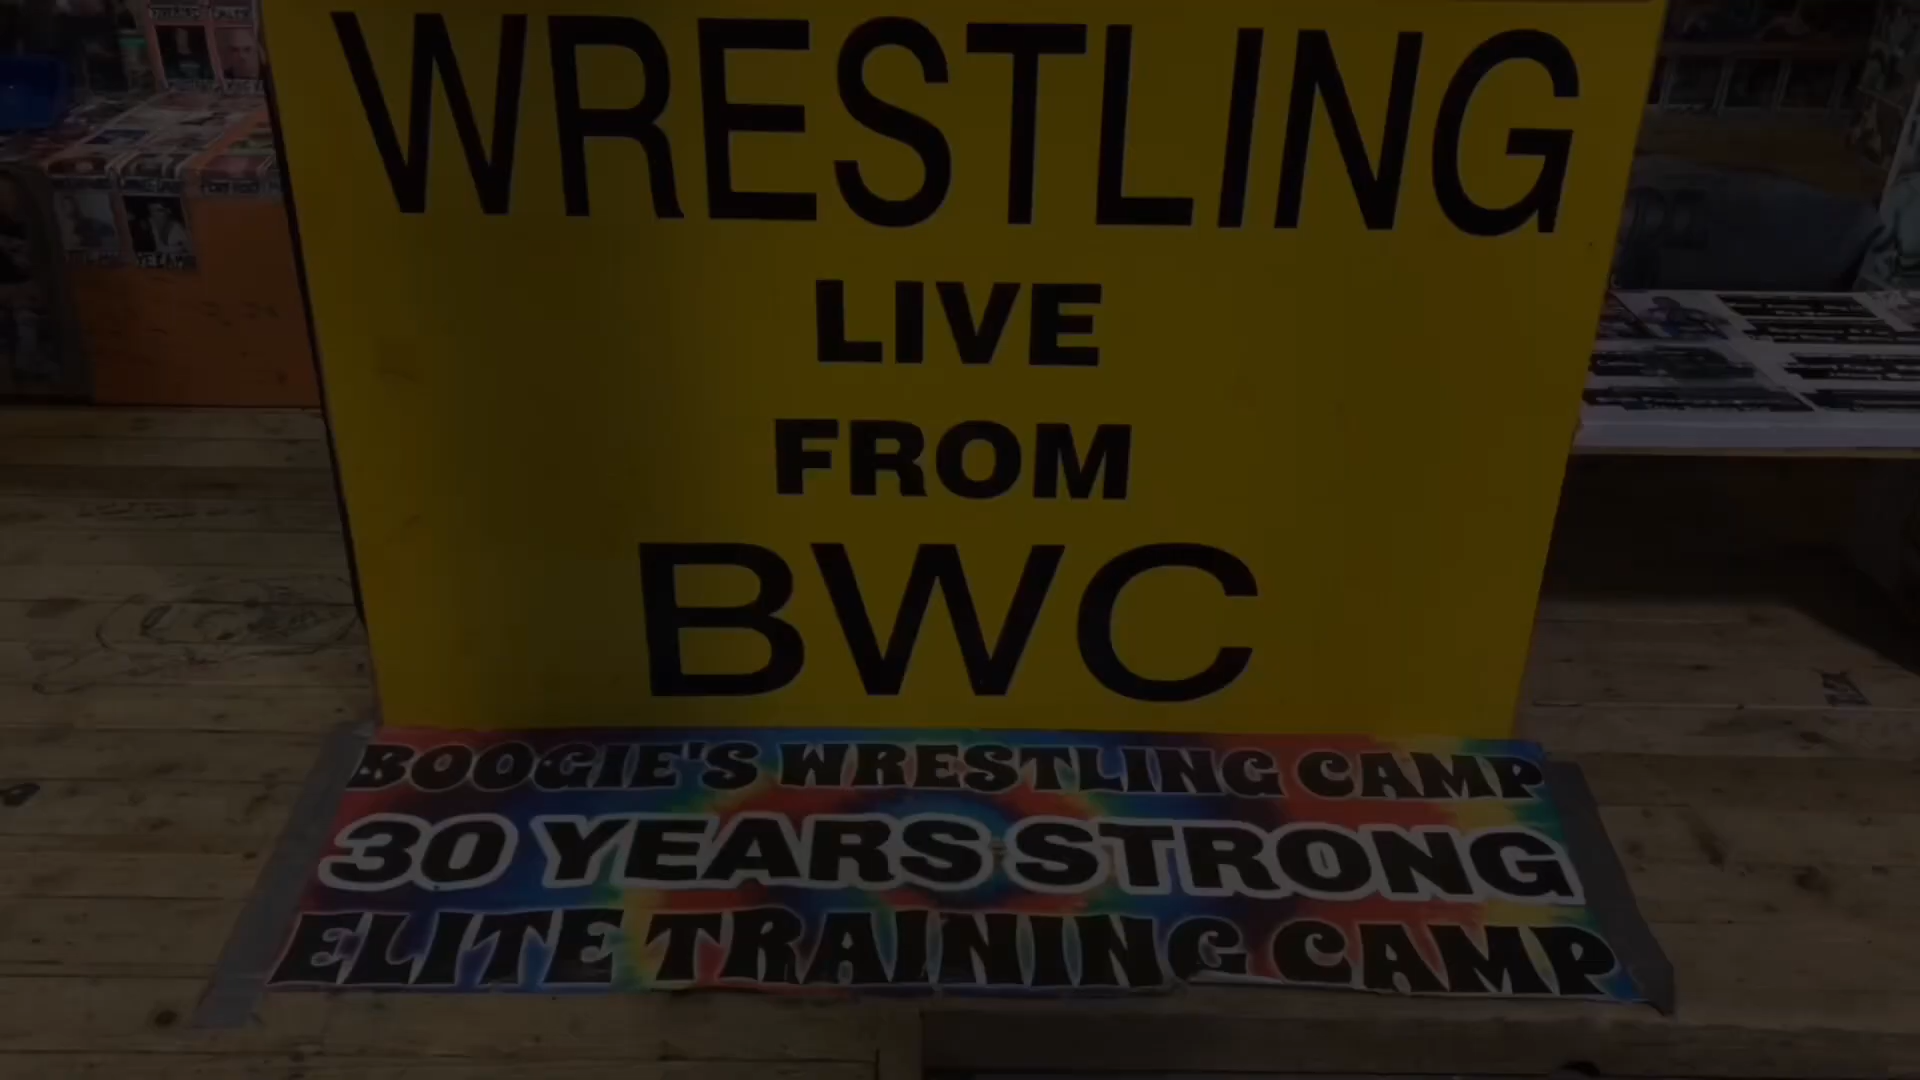 WRESTLING
LIVE
FROM
BWC
BOOGIE'S WRESTLING CAMP
30 YEARS STRONG
ELITE TRAINING CAMP